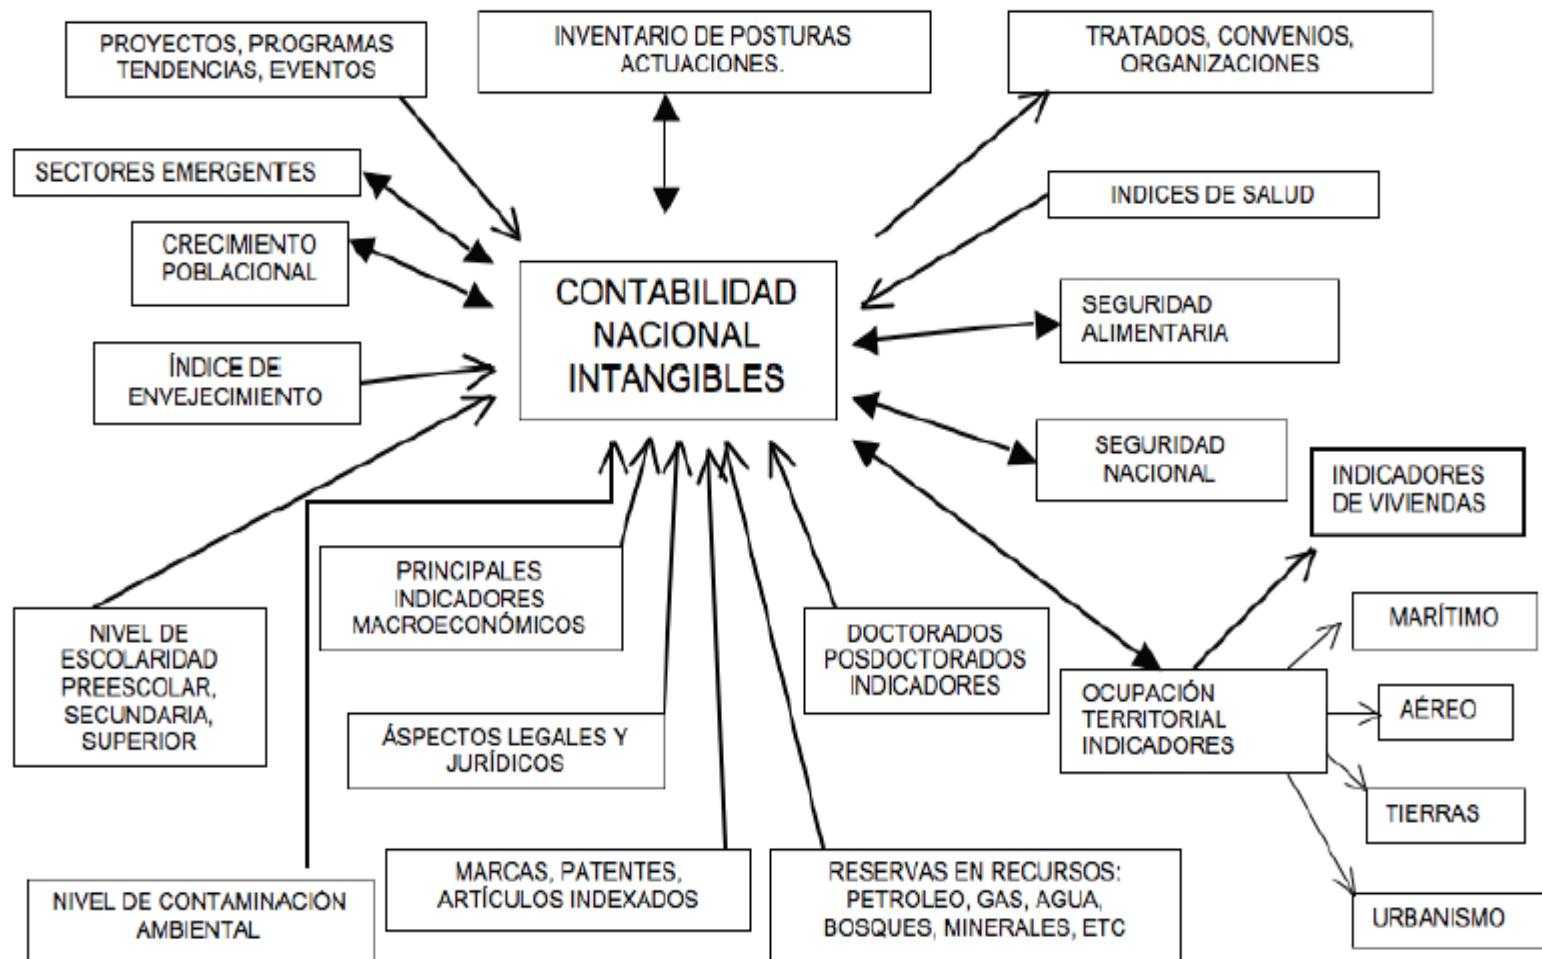 PROYECTOS, PROGRAMAS
TENDENCIAS, EVENTOS
INVENTARIO DE POSTURAS
ACTUACIONES.
TRATADOS, CONVENIOS,
ORGANIZACIONES
SECTORES EMERGENTES
INDICES DE SALUD
CRECIMIENTO
POBLACIONAL
CONTABILIDAD
NACIONAL
INTANGIBLES
SEGURIDAD
ALIMENTARIA
ÍNDICE DE
ENVEJECIMIENTO
SEGURIDAD
NACIONAL
INDICADORES
DE VIVIENDAS
PRINCIPALES
INDICADORES
MACROECONÓMICOS
NIVEL DE
ESCOLARIDAD
PREESCOLAR,
SECUNDARIA,
SUPERIOR
DOCTORADOS
POSDOCTORADOS
INDICADORES
MARÍTIMO
OCUPACIÓN
TERRITORIAL
INDICADORES
AÉREO
ÁSPECTOS LEGALES Y
JURÍDICOS
TIERRAS
NIVEL DE CONTAMINACIÓN
AMBIENTAL
MARCAS, PATENTES,
ARTÍCULOS INDEXADOS
RESERVAS EN RECURSOS:
PETROLEO, GAS, AGUA,
BOSQUES, MINERALES, ETC
URBANISMO